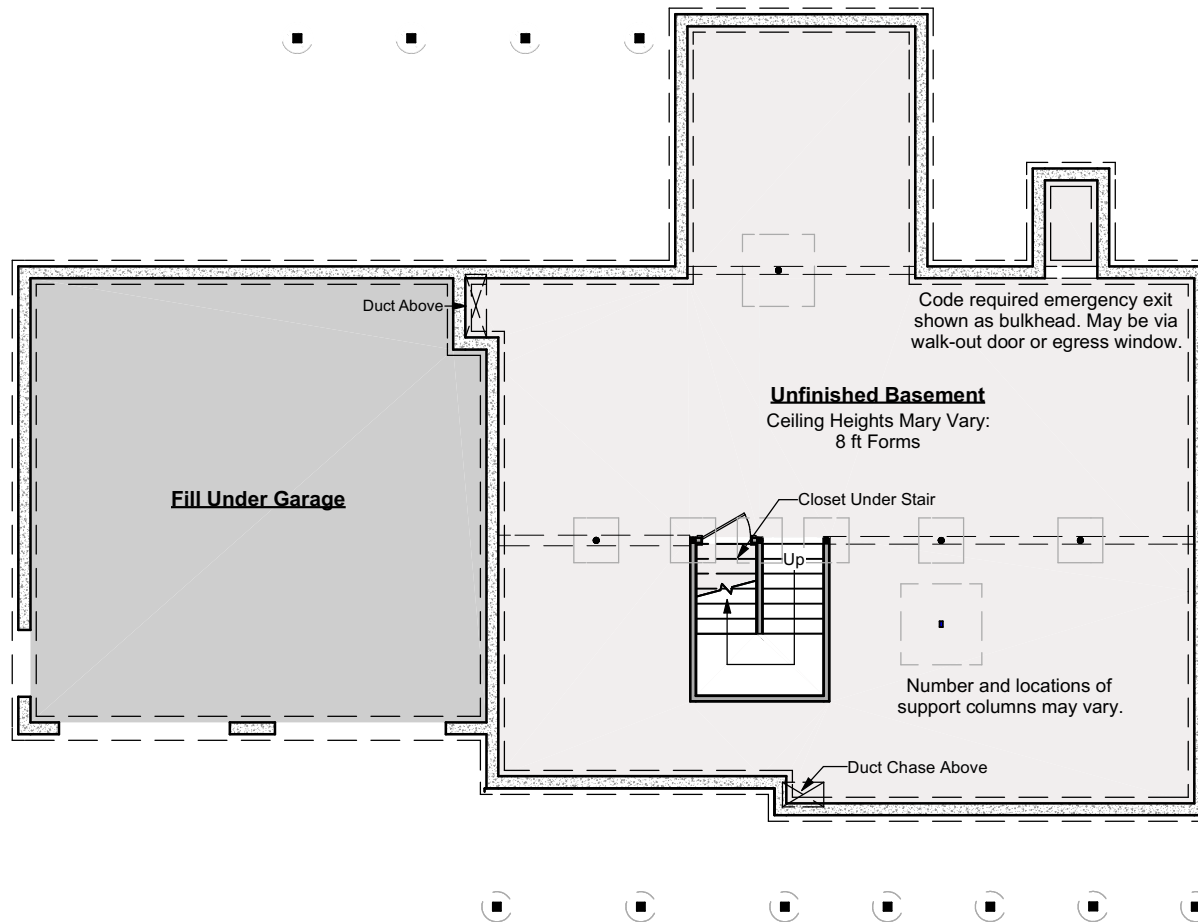 Duct Above
Code required emergency exit
shown as bulkhead. May be via
walk-out door or egress window.
Unfinished Basement
Ceiling Heights Mary Vary:
8 ft Forms
Fill Under Garage
Closet Under Stair
Up
Number and locations of
support columns may vary.
Duct Chase Above